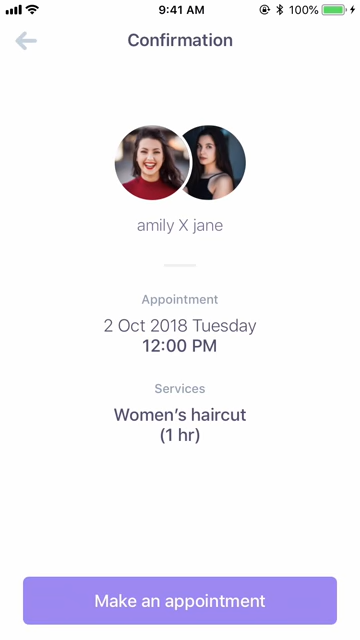 9:41 AM
100%
Confirmation
amily X jane
Appointment
2 Oct 2018 Tuesday
12:00 PM
Services
Women's haircut
(1 hr)
Make an appointment